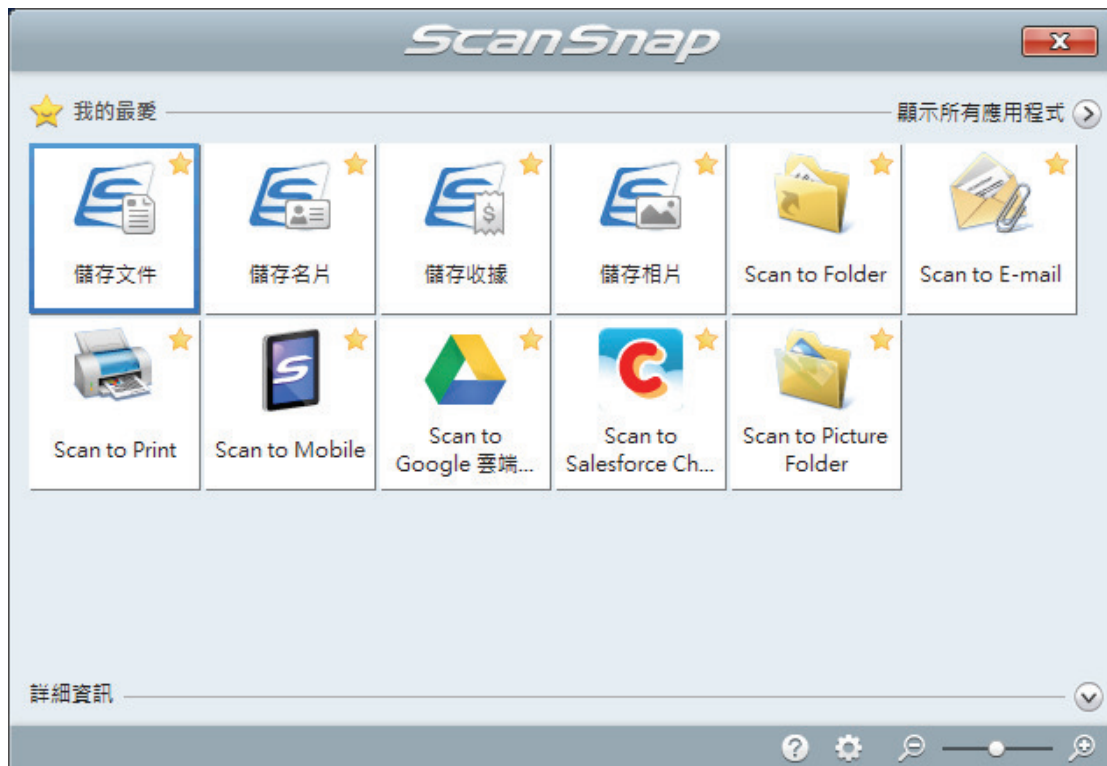 ScanSnap
我的最愛
顯示所有應用程式
儲存文件
儲存名片
儲存收據
儲存相片
Scan to Folder
Scan to E-mail
Scan to Print
Scan to Mobile
Scan to
Google 雲端...
Scan to
Salesforce Ch...
Scan to Picture
Folder
詳細資訊